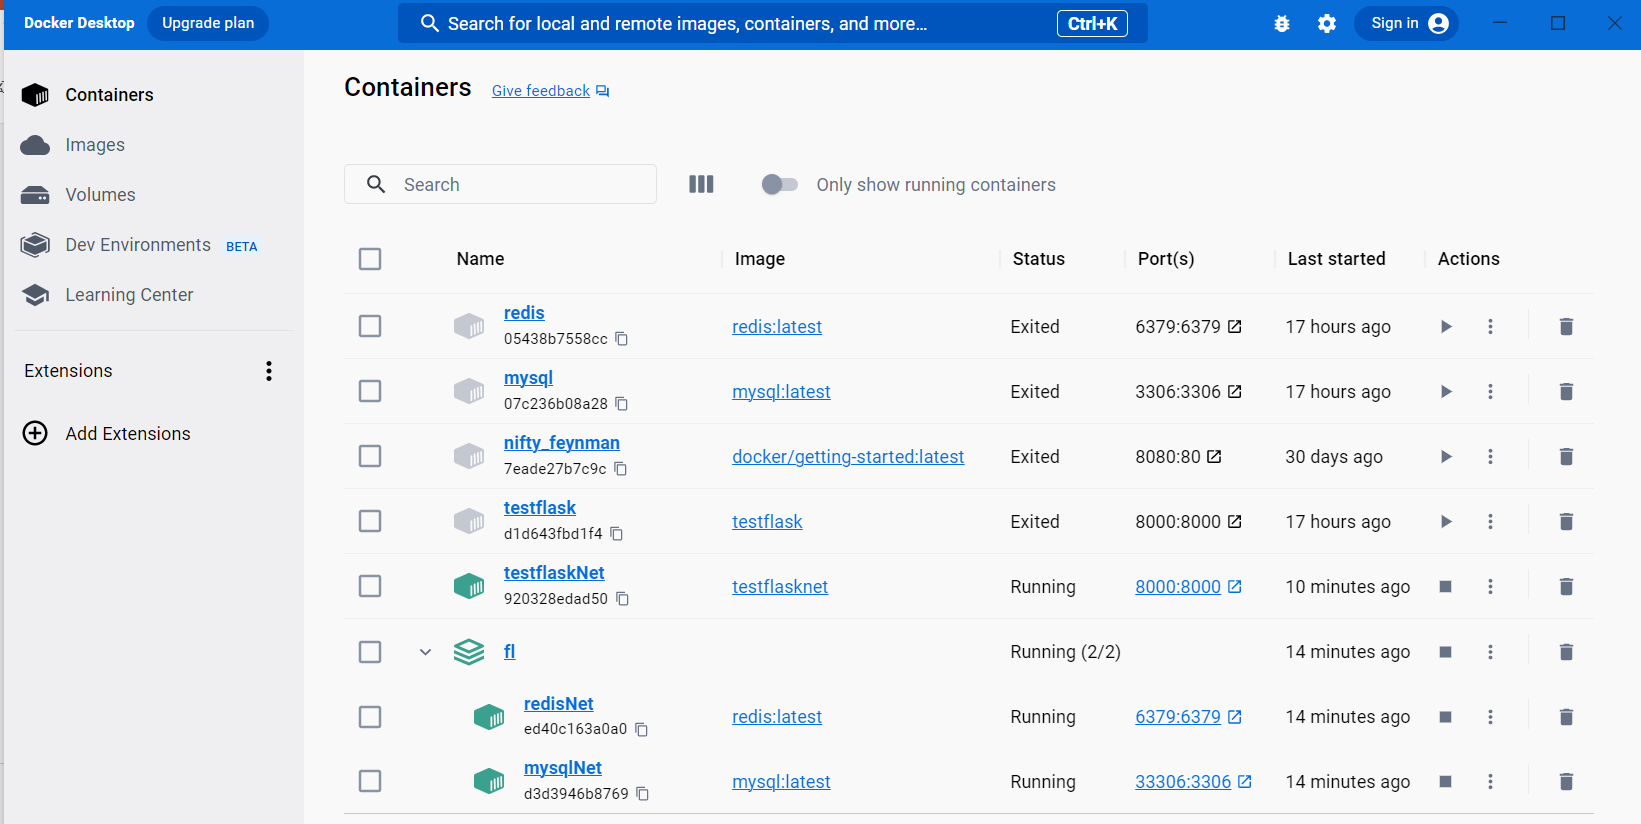 Docker Desktop Upgrade plan Search for local and remote images, containers, and more... Ctrl+K Sign in
Containers
Images
Volumes
Dev Environments BETA
Learning Center
Extensions
Add Extensions
Containers Give feedback
Search Only show running containers
Name Image Status Port(s) Last started Actions
redis
05438b7558cc redis:latest Exited 6379:6379 17 hours ago
mysql
07c236b08a28 mysql:latest Exited 3306:3306 17 hours ago
nifty_feynman
7eade27b7c9c docker/getting-started:latest Exited 8080:80 30 days ago
testflask
d1d643fbd1f4 testflask Exited 8000:8000 17 hours ago
testflaskNet
920328edad50 testflasknet Running 8000:8000 10 minutes ago
fl Running (2/2) 14 minutes ago
redisNet
ed40c163a0a0 redis:latest Running 6379:6379 14 minutes ago
mysqlNet
d3d3946b8769 mysql:latest Running 33306:3306 14 minutes ago